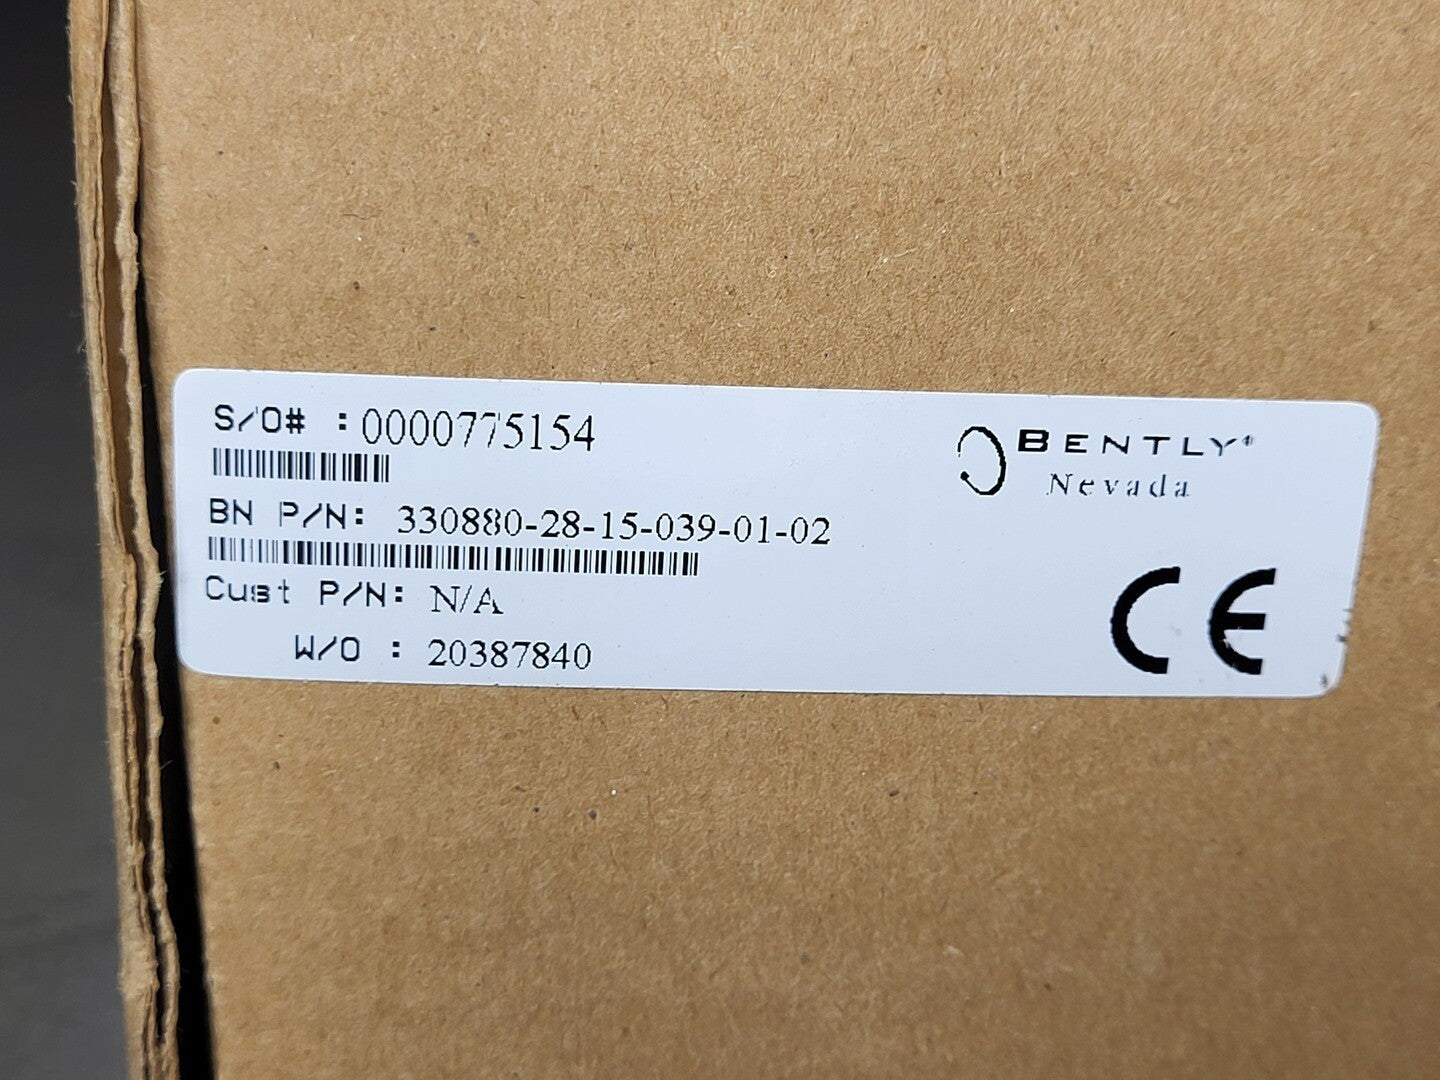 S/O# : 0000775154
BENTLY®
Nevada
BN P/N: 330880-28-15-039-01-02
Cust P/N: N/A
W/O : 20387840
CE